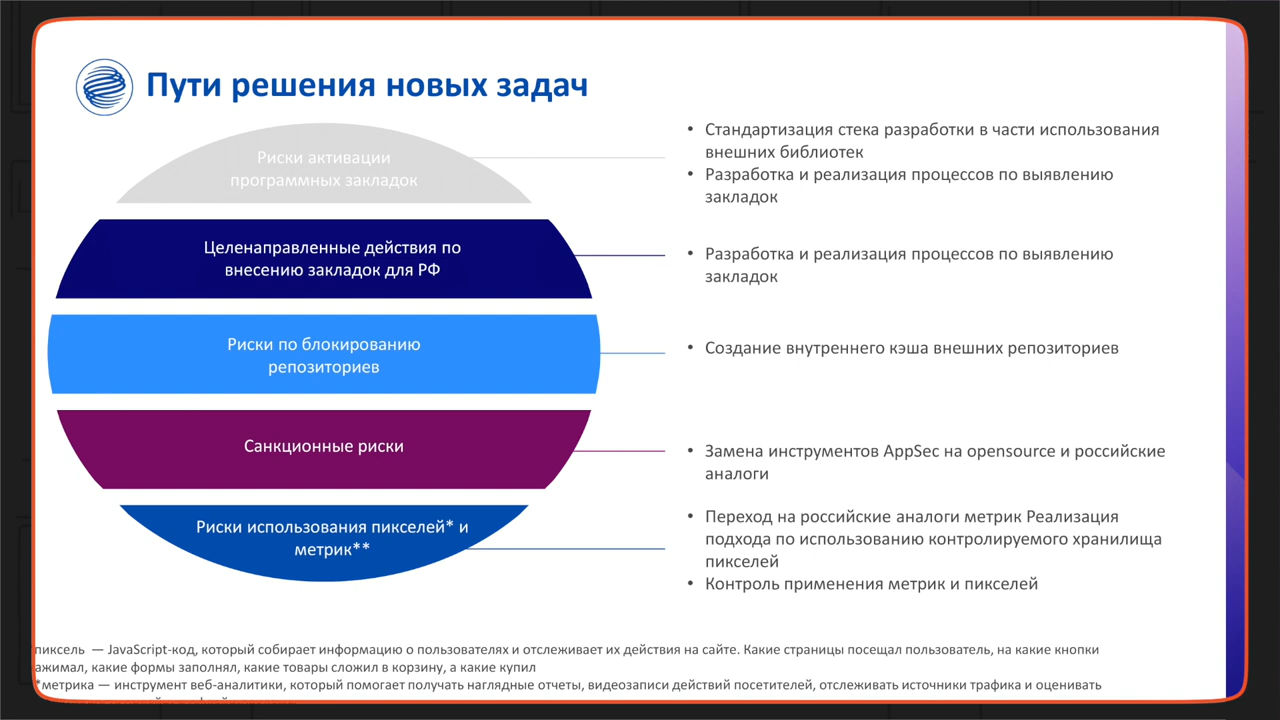 Пути решения новых задач
Риски активации
программных закладок
• Стандартизация стека разработки в части использования
внешних библиотек
• Разработка и реализация процессов по выявлению
закладок
Целенаправленные действия по
внесению закладок для РФ
• Разработка и реализация процессов по выявлению
закладок
Риски по блокированию
репозиториев
• Создание внутреннего кэша внешних репозиториев
Санкционные риски
• Замена инструментов AppSec на opensource и российские
аналоги
Риски использования пикселей* и
метрик**
• Переход на российские аналоги метрик Реализация
подхода по использованию контролируемого хранилища
пикселей
• Контроль применения метрик и пикселей
пиксель — JavaScript-код, который собирает информацию о пользователях и отслеживает их действия на сайте. Какие страницы посещал пользователь, на какие кнопки
ажимал, какие формы заполнял, какие товары сложил в корзину, а какие купил
*метрика — инструмент веб-аналитики, который помогает получать наглядные отчеты, видеозаписи действий посетителей, отслеживать источники трафика и оценивать